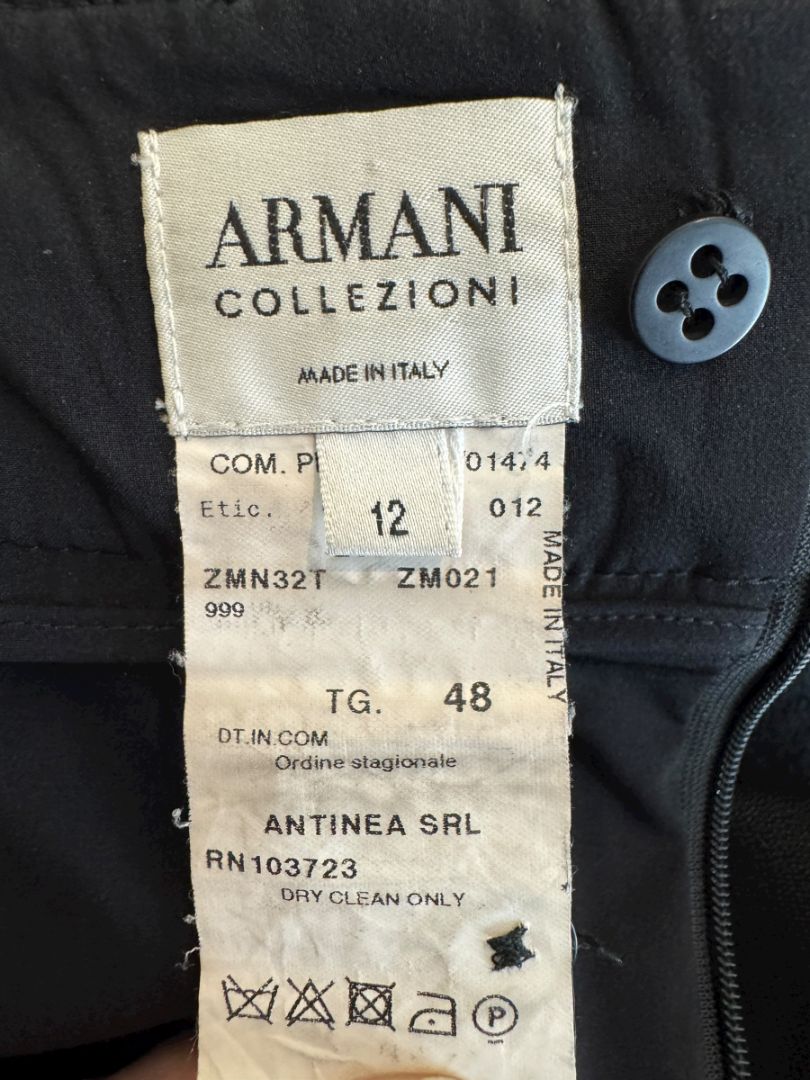 ARMANI
COLLEZIONI
MADE IN ITALY
COM.
Etic. 012
12
ZMN32T ZM021
999
MADE IN ITALY
TG. 48
DT.IN.COM
Ordine stagionale
ANTINEA SRL
RN103723
DRY CLEAN ONLY
P